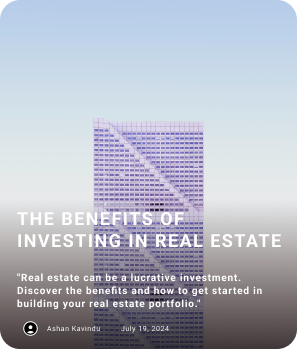 THE BENEFITS OF
INVESTING IN REAL ESTATE
"Real estate can be a lucrative investment.
Discover the benefits and how to get started in
building your real estate portfolio."
Ashan Kavindu July 19, 2024